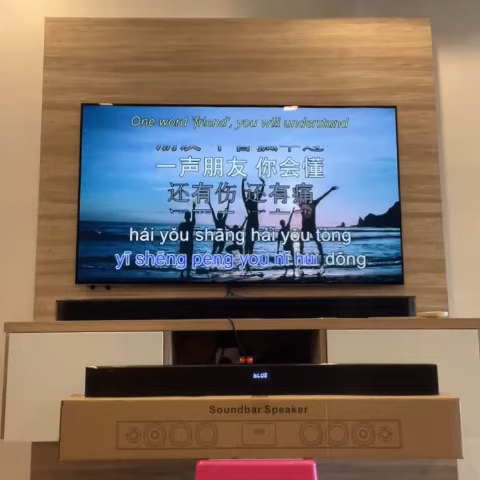 One word 'friend', you will understand
一声朋友 你会懂
还有伤 还有痛
hái yǒu shāng hái yǒu tòng
yī shēng péng yǒu nǐ huì dǒng
BLUE
Soundbar Speaker